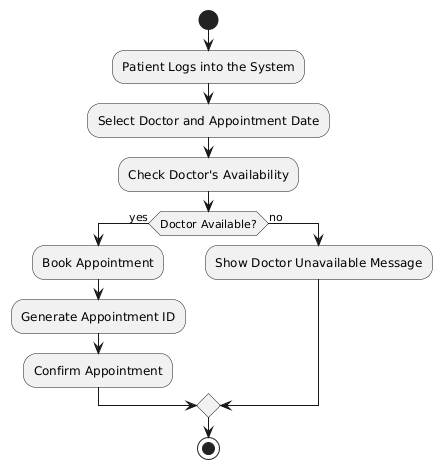 Patient Logs into the System
Select Doctor and Appointment Date
Check Doctor's Availability
yes
Doctor Available?
no
Book Appointment
Show Doctor Unavailable Message
Generate Appointment ID
Confirm Appointment